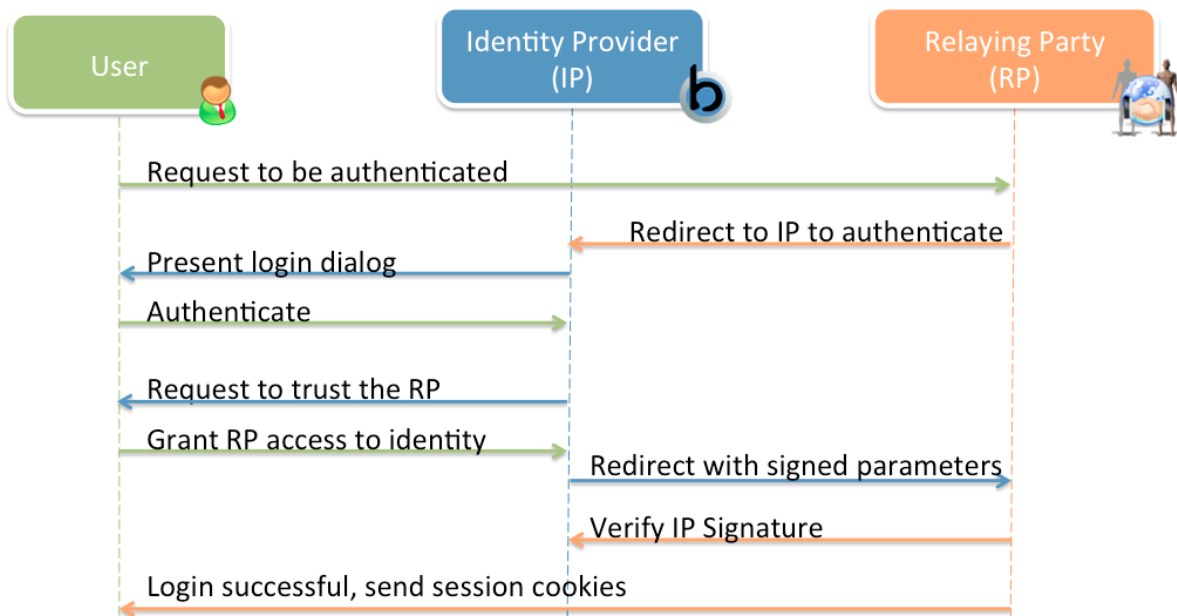 User
Identity Provider
(IP)
Relaying Party
(RP)
Request to be authenticated
Redirect to IP to authenticate
Present login dialog
Authenticate
Request to trust the RP
Grant RP access to identity
Redirect with signed parameters
Verify IP Signature
Login successful, send session cookies